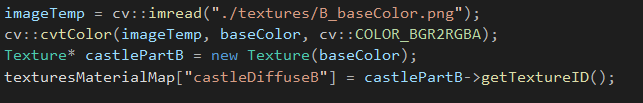 imageTemp = cv::imread("./textures/B_baseColor.png");
cv::cvtColor(imageTemp, baseColor, cv::COLOR_BGR2RGBA);
Texture* castlePartB = new Texture(baseColor);
texturesMaterialMap["castleDiffuseB"] = castlePartB->getTextureID();